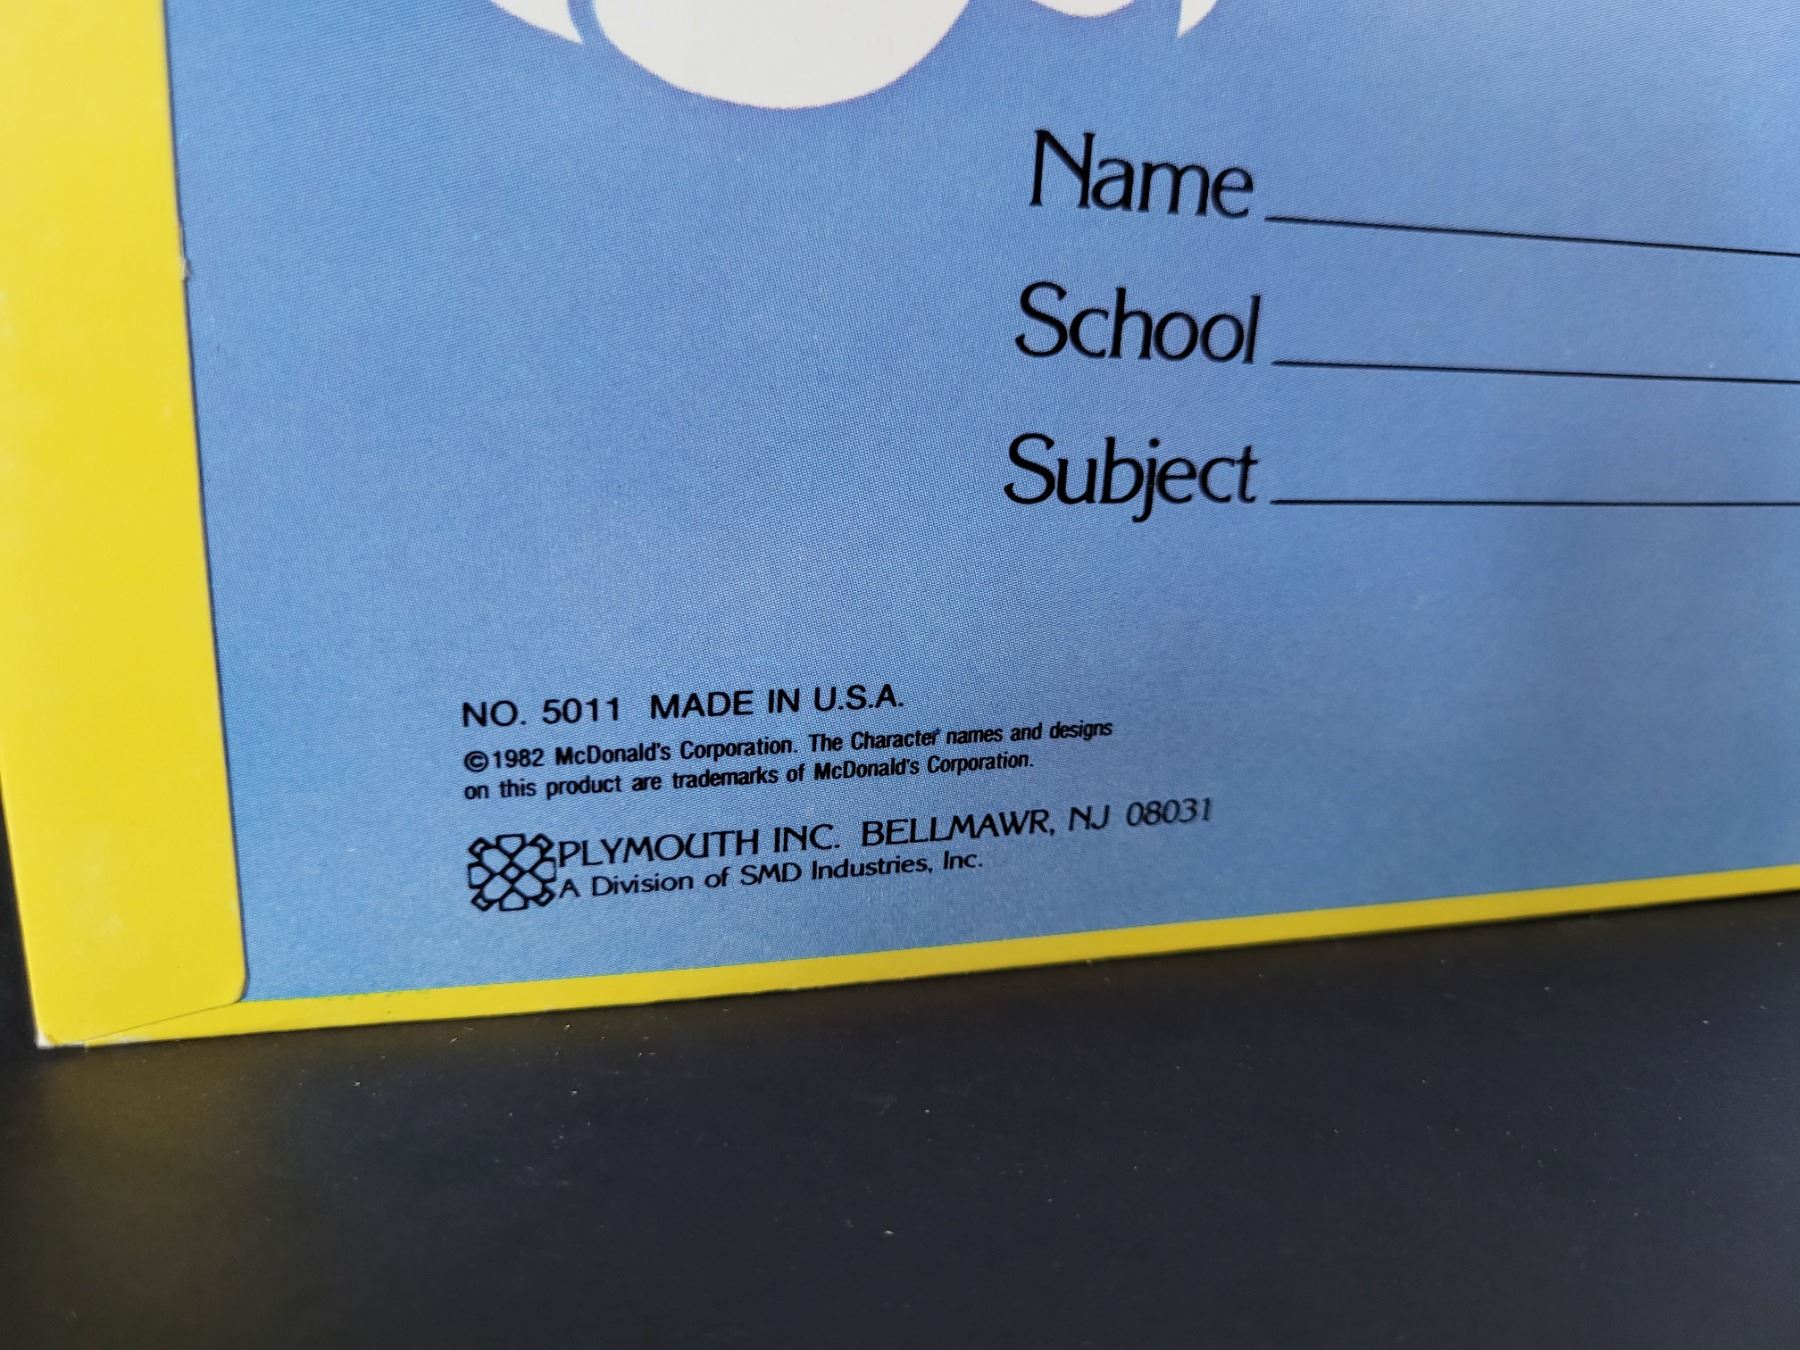 Name
School
Subject
NO. 5011 MADE IN U.S.A.
©1982 McDonald's Corporation. The Character names and designs
on this product are trademarks of McDonald's Corporation.
PLYMOUTH INC. BELLMAWR, NJ 08031
A Division of SMD Industries, Inc.